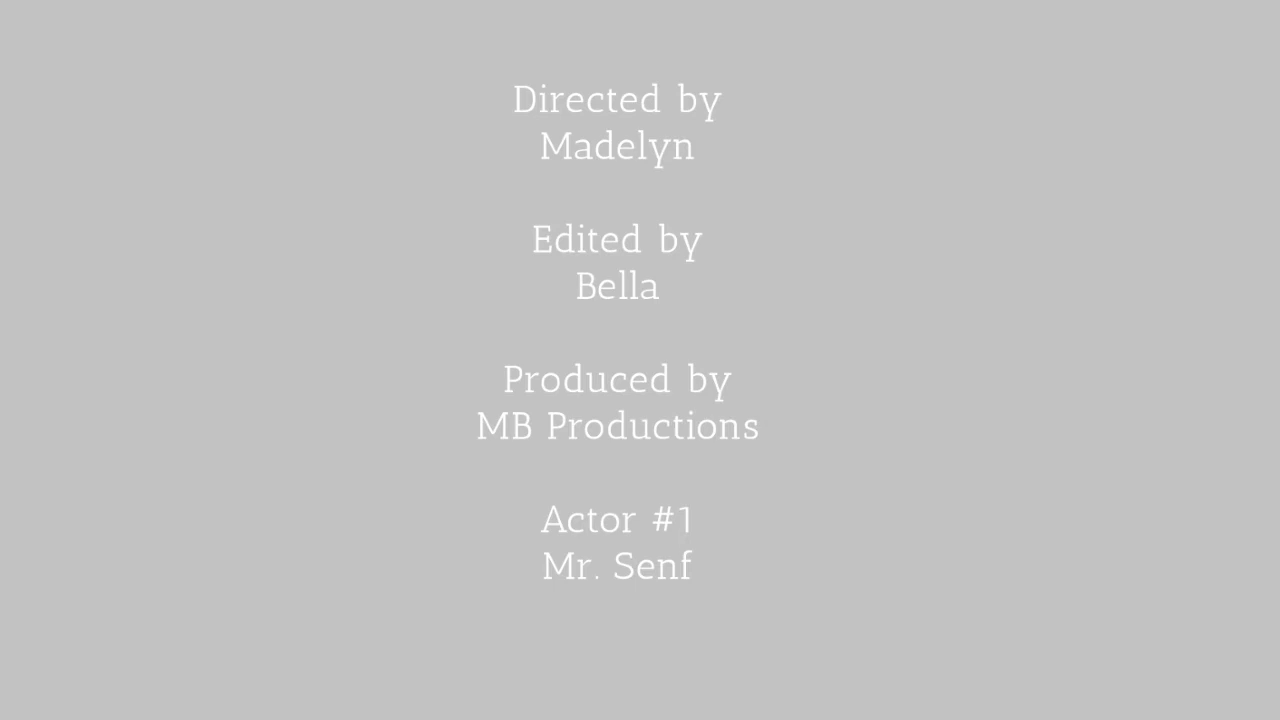 Directed by
Madelyn
Edited by
Bella
Produced by
MB Productions
Actor #1
Mr. Senf